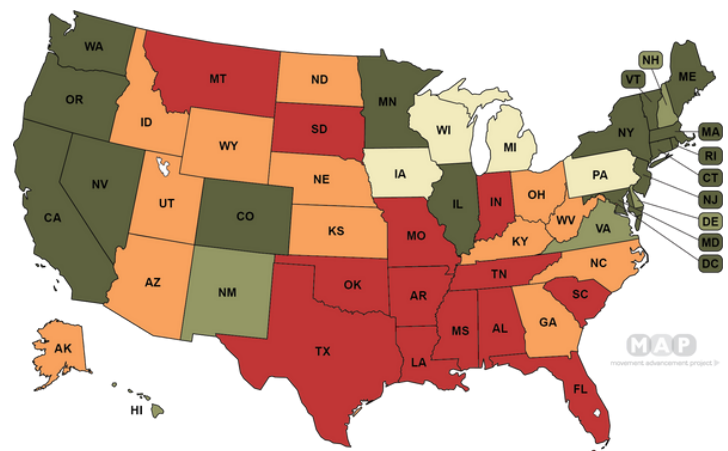 WA
OR
CA
NV
ID
MT
WY
UT
AZ
CO
NM
ND
SD
NE
KS
OK
TX
MN
IA
MO
AR
LA
WI
IL
MI
IN
OH
KY
TN
MS
AL
GA
FL
SC
NC
WV
VA
PA
NY
VT
NH
ME
MA
RI
CT
NJ
DE
MD
DC
AK
HI
MAP
movement advancement project